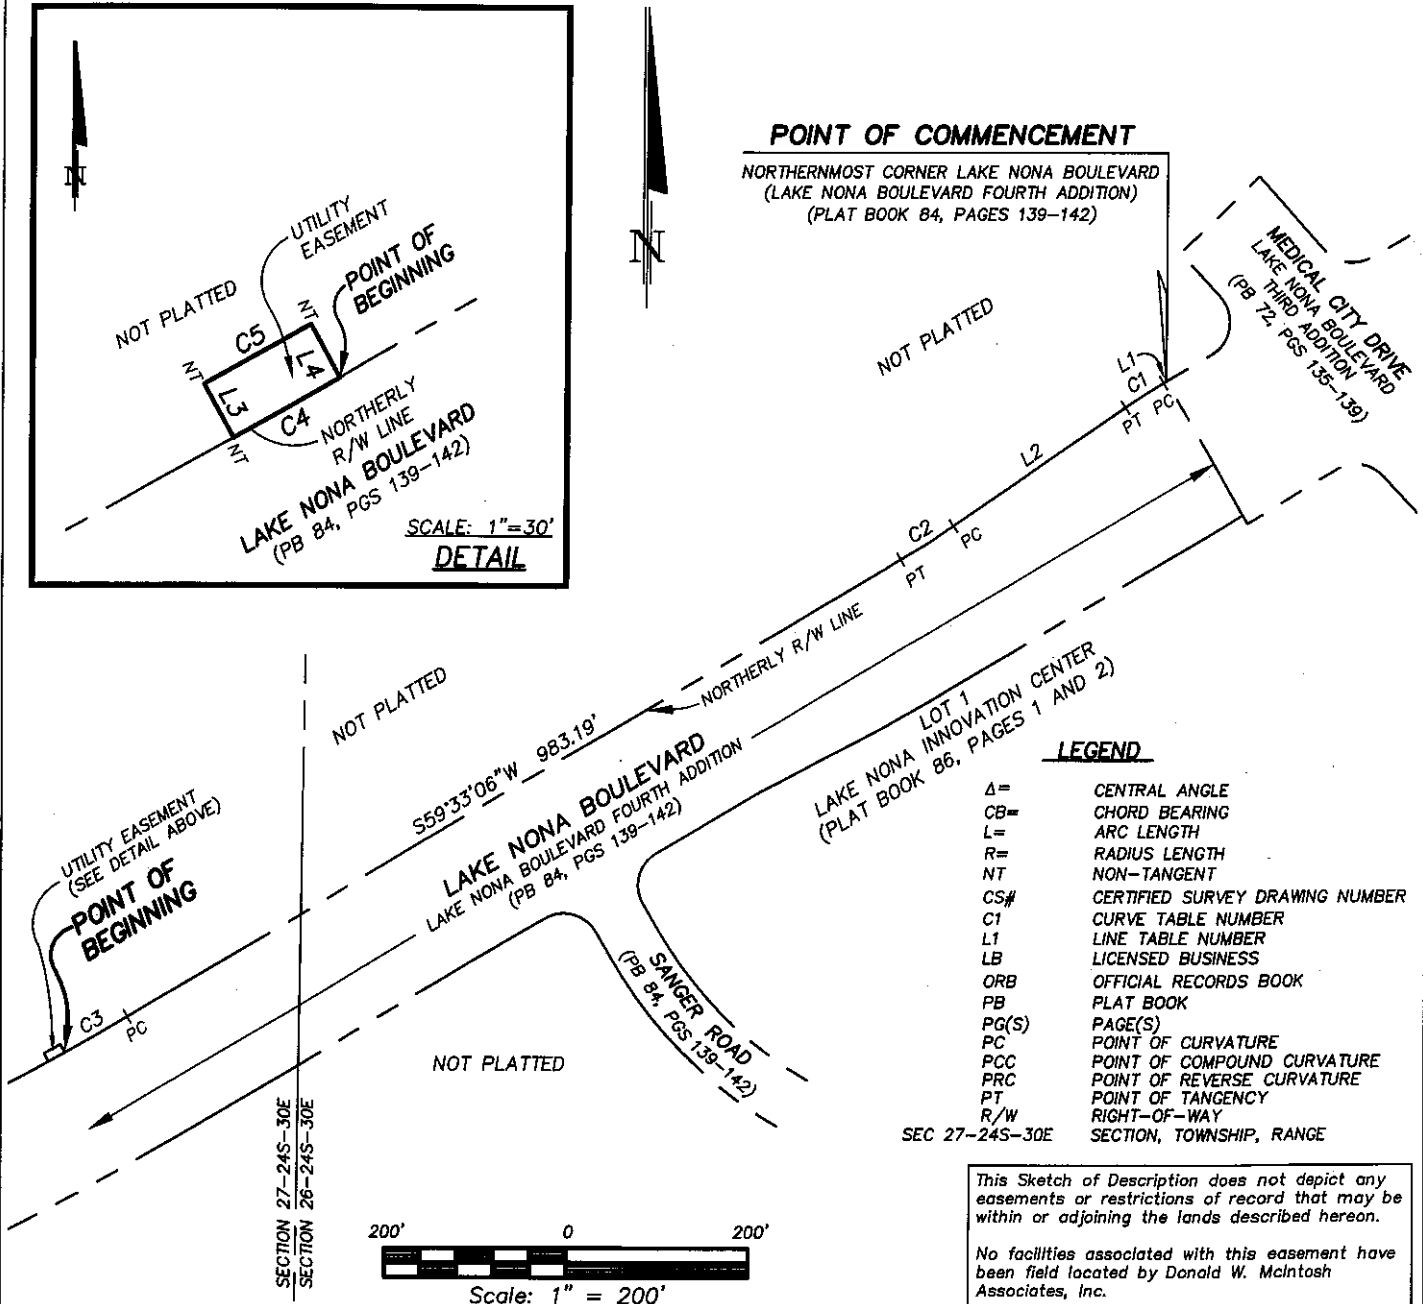 N
UTILITY
EASEMENT
POINT OF
BEGINNING
NOT PLATTED
NT
C5
NT
L4
L3
C4
NT
NORTHERLY
R/W LINE
LAKE NONA BOULEVARD
(PB 84, PGS 139-142)
SCALE: 1"=30'
DETAIL
N
POINT OF COMMENCEMENT
NORTHERNMOST CORNER LAKE NONA BOULEVARD
(LAKE NONA BOULEVARD FOURTH ADDITION)
(PLAT BOOK 84, PAGES 139-142)
MEDICAL CITY DRIVE
LAKE NONA BOULEVARD
THIRD ADDITION
(PB 72, PGS 135-139)
NOT PLATTED
L1
C1
PC
PT
L2
C2
PC
PT
NORTHERLY R/W LINE
NOT PLATTED
S59°33'06"W 983.19'
LAKE NONA BOULEVARD
LAKE NONA BOULEVARD FOURTH ADDITION
(PB 84, PGS 139-142)
LOT 1
LAKE NONA INNOVATION CENTER
(PLAT BOOK 86, PAGES 1 AND 2)
UTILITY EASEMENT
(SEE DETAIL ABOVE)
POINT OF
BEGINNING
C3
PC
SANGER ROAD
(PB 84, PGS 139-142)
NOT PLATTED
SECTION 27-24S-30E
SECTION 26-24S-30E
200' 0 200'
Scale: 1" = 200'
LEGEND
Δ= CENTRAL ANGLE
CB= CHORD BEARING
L= ARC LENGTH
R= RADIUS LENGTH
NT NON-TANGENT
CS# CERTIFIED SURVEY DRAWING NUMBER
C1 CURVE TABLE NUMBER
L1 LINE TABLE NUMBER
LB LICENSED BUSINESS
ORB OFFICIAL RECORDS BOOK
PB PLAT BOOK
PG(S) PAGE(S)
PC POINT OF CURVATURE
PCC POINT OF COMPOUND CURVATURE
PRC POINT OF REVERSE CURVATURE
PT POINT OF TANGENCY
R/W RIGHT-OF-WAY
SEC 27-24S-30E SECTION, TOWNSHIP, RANGE
This Sketch of Description does not depict any
easements or restrictions of record that may be
within or adjoining the lands described hereon.
No facilities associated with this easement have
been field located by Donald W. McIntosh
Associates, Inc.